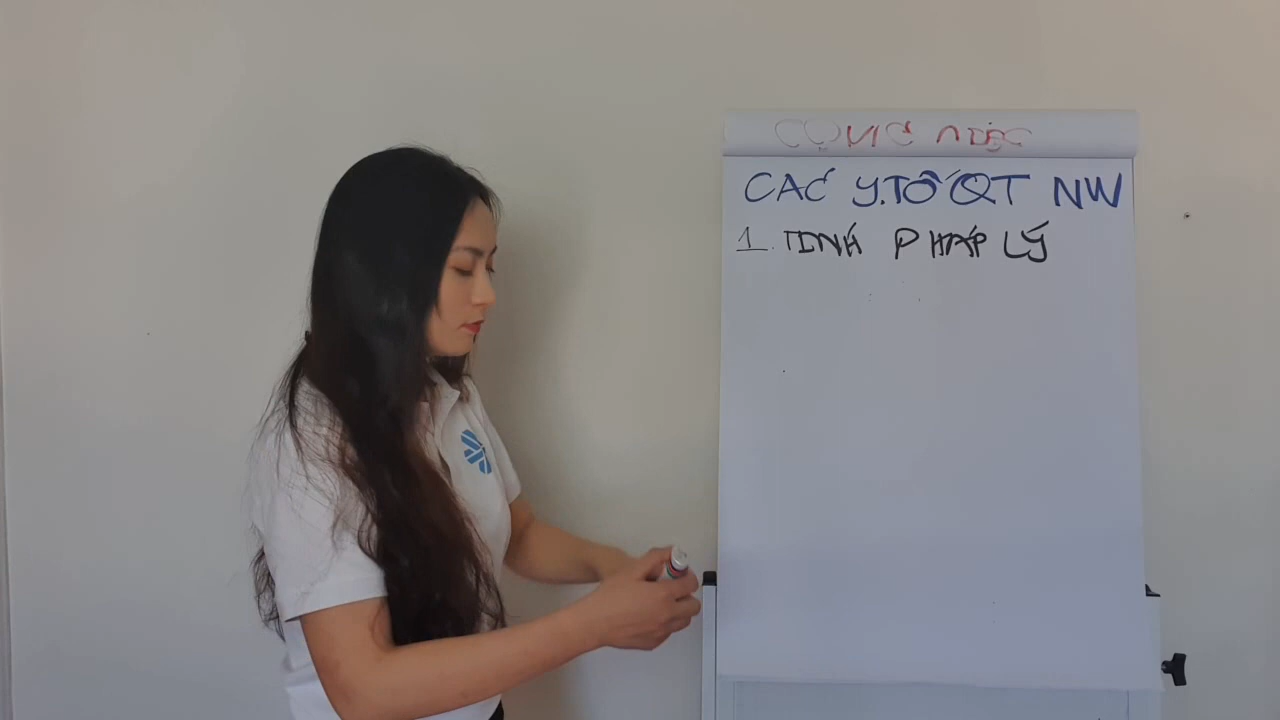 CÁC Y.TỐ QT NW
1. TÍNH PHÁP LÝ